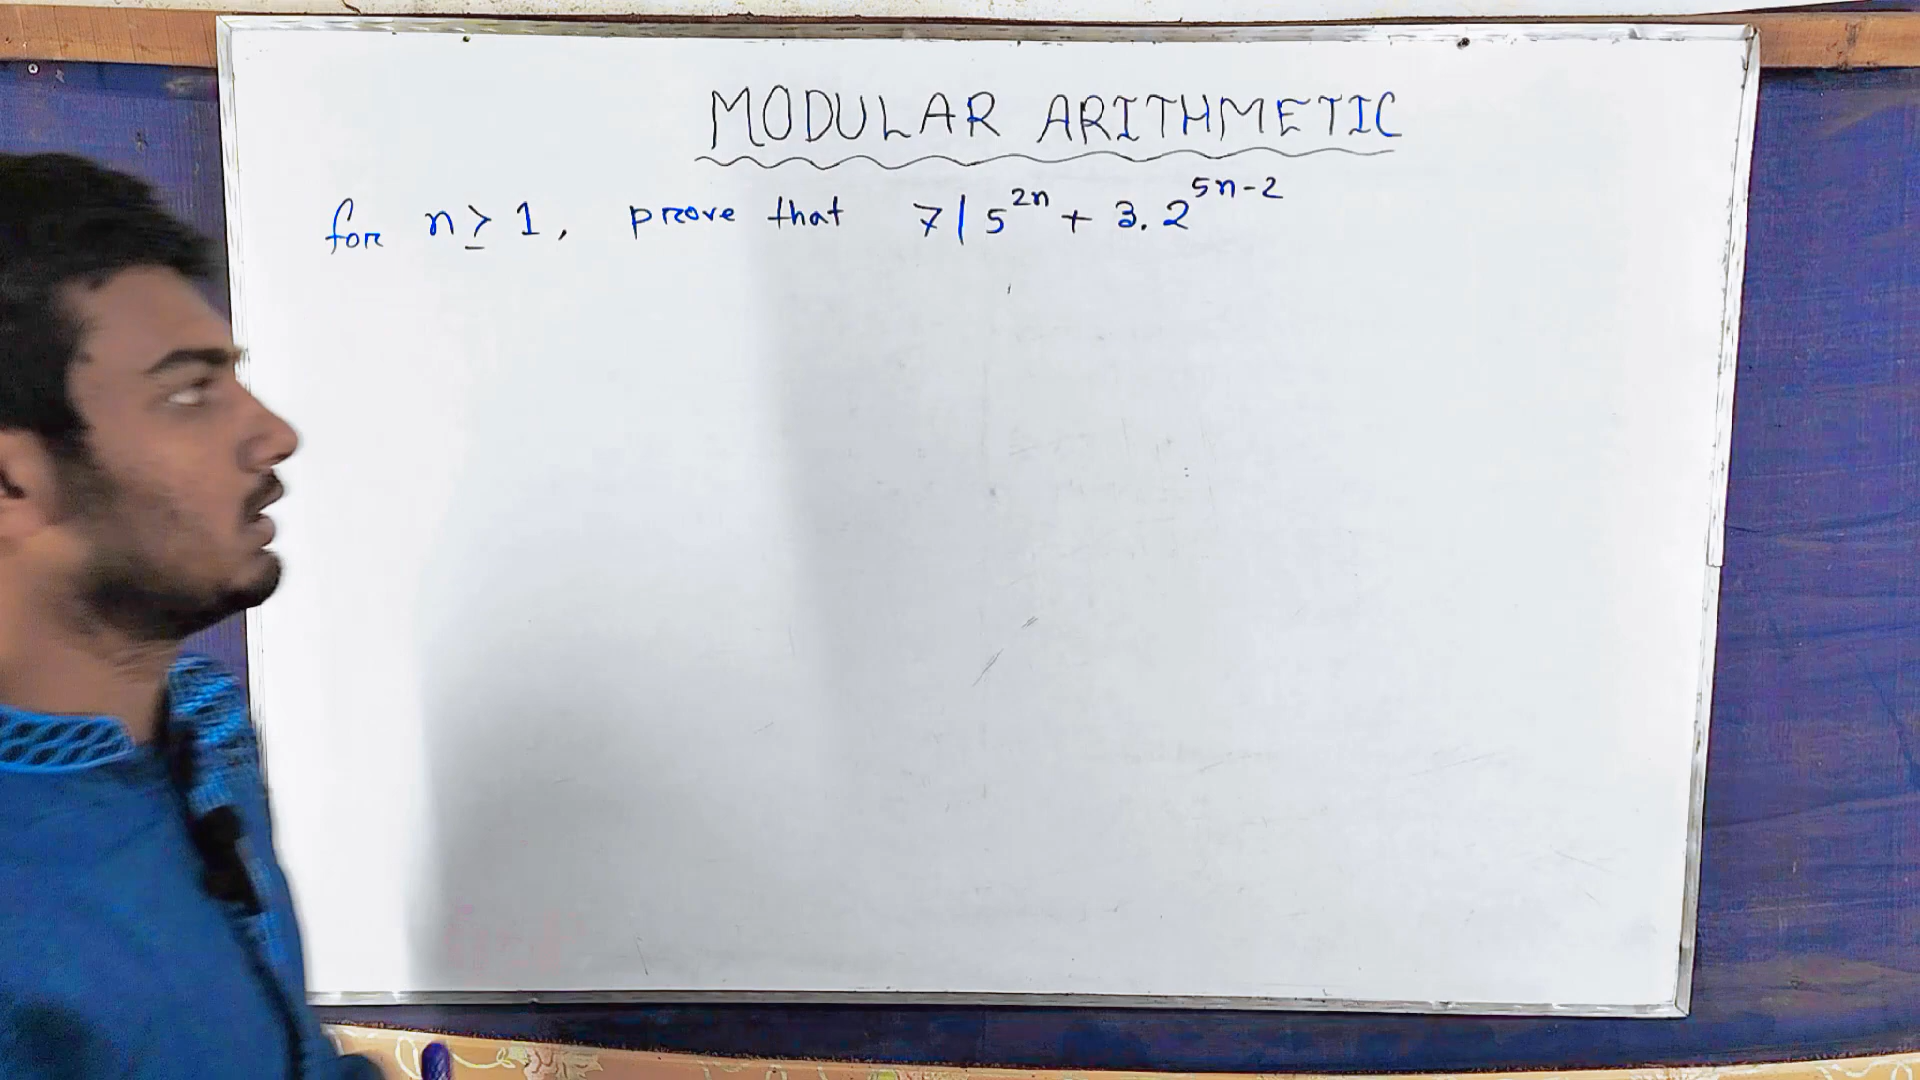 MODULAR ARITHMETIC
for n ≥ 1, prove that 7 | 5^{2n} + 3. 2^{5n-2}